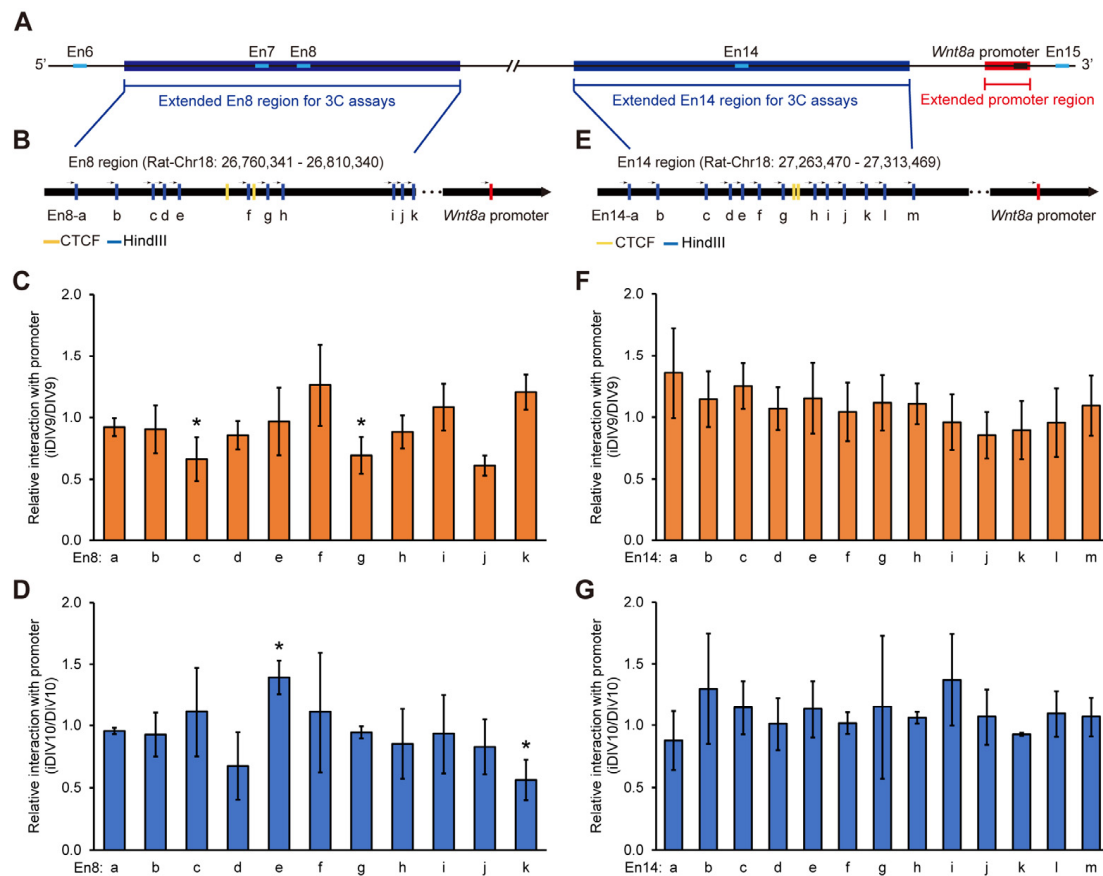 A
En6 En7 En8 En14 Wnt8a promoter En15
5’ 3’
Extended En8 region for 3C assays Extended En14 region for 3C assays Extended promoter region
B
En8 region (Rat-Chr18: 26,760,341 - 26,810,340)
En8-a b c d e f g h i j k Wnt8a promoter
CTCF HindIII
E
En14 region (Rat-Chr18: 27,263,470 - 27,313,469)
En14-a b c d e f g h i j k l m Wnt8a promoter
CTCF HindIII
C
Relative interaction with promoter
(iDIV9/DIV9)
2.0
1.5
1.0
0.5
0.0
* *
En8: a b c d e f g h i j k
F
Relative interaction with promoter
(iDIV9/DIV9)
2.0
1.5
1.0
0.5
0.0
En14: a b c d e f g h i j k l m
D
Relative interaction with promoter
(iDIV10/DIV10)
2.0
1.5
1.0
0.5
0.0
* *
En8: a b c d e f g h i j k
G
Relative interaction with promoter
(iDIV10/DIV10)
2.0
1.5
1.0
0.5
0.0
En14: a b c d e f g h i j k l m